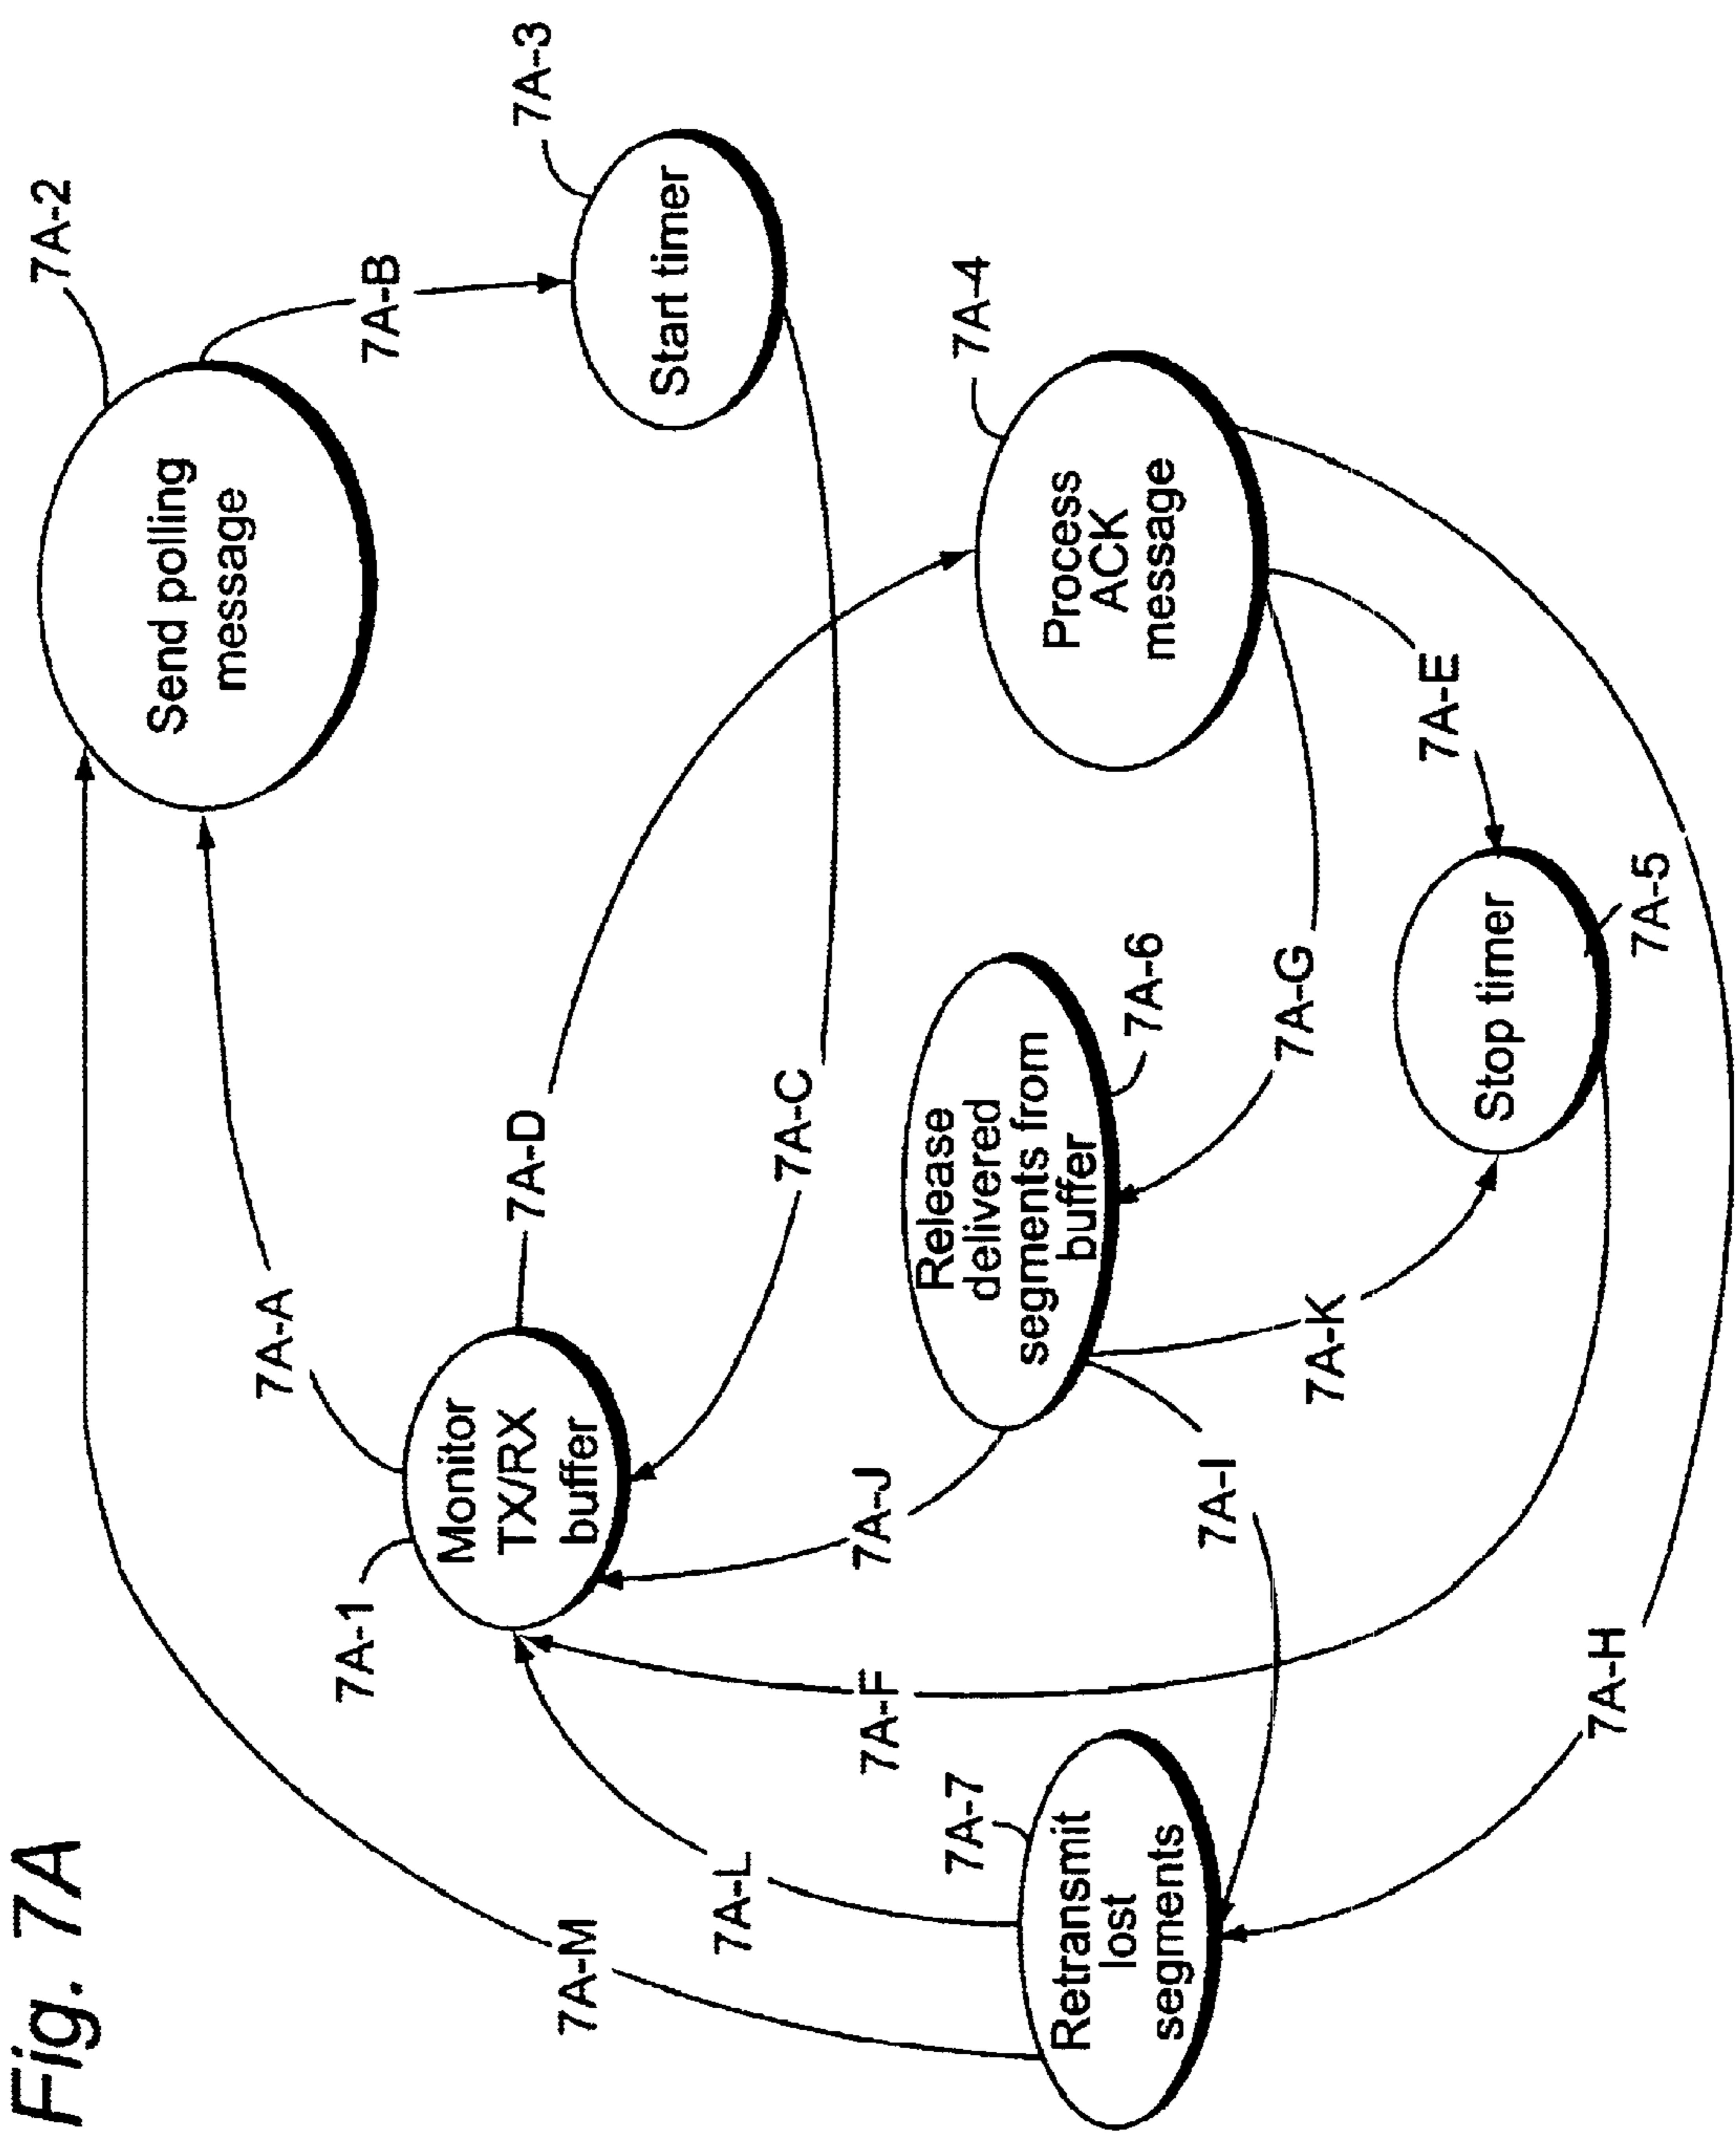 Fig. 7A
7A-1
Monitor
TX/RX
buffer
7A-A
7A-2
Send polling
message
7A-B
7A-3
Start timer
7A-C
7A-D
7A-4
Process
ACK
message
7A-E
7A-5
Stop timer
7A-F
7A-G
7A-6
Release
delivered
segments from
buffer
7A-J
7A-K
7A-I
7A-H
7A-7
Retransmit
lost
segments
7A-L
7A-M